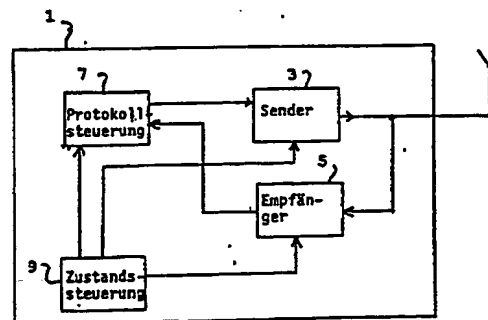 1
7
Protokoll-
steuerung
3
Sender
5
Empfän-
ger
9
Zustands-
steuerung